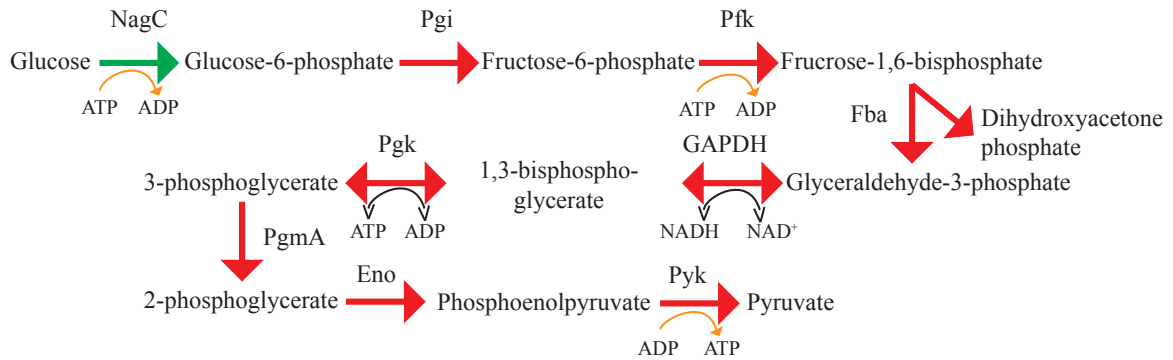 NagC
Pgi
Pfk
Glucose
Glucose-6-phosphate
Fructose-6-phosphate
Frucrose-1,6-bisphosphate
ATP
ADP
ATP
ADP
Fba
Dihydroxyacetone
phosphate
Pgk
GAPDH
3-phosphoglycerate
1,3-bisphospho-
glycerate
Glyceraldehyde-3-phosphate
ATP
ADP
NADH
NAD⁺
PgmA
Eno
Pyk
2-phosphoglycerate
Phosphoenolpyruvate
Pyruvate
ADP
ATP